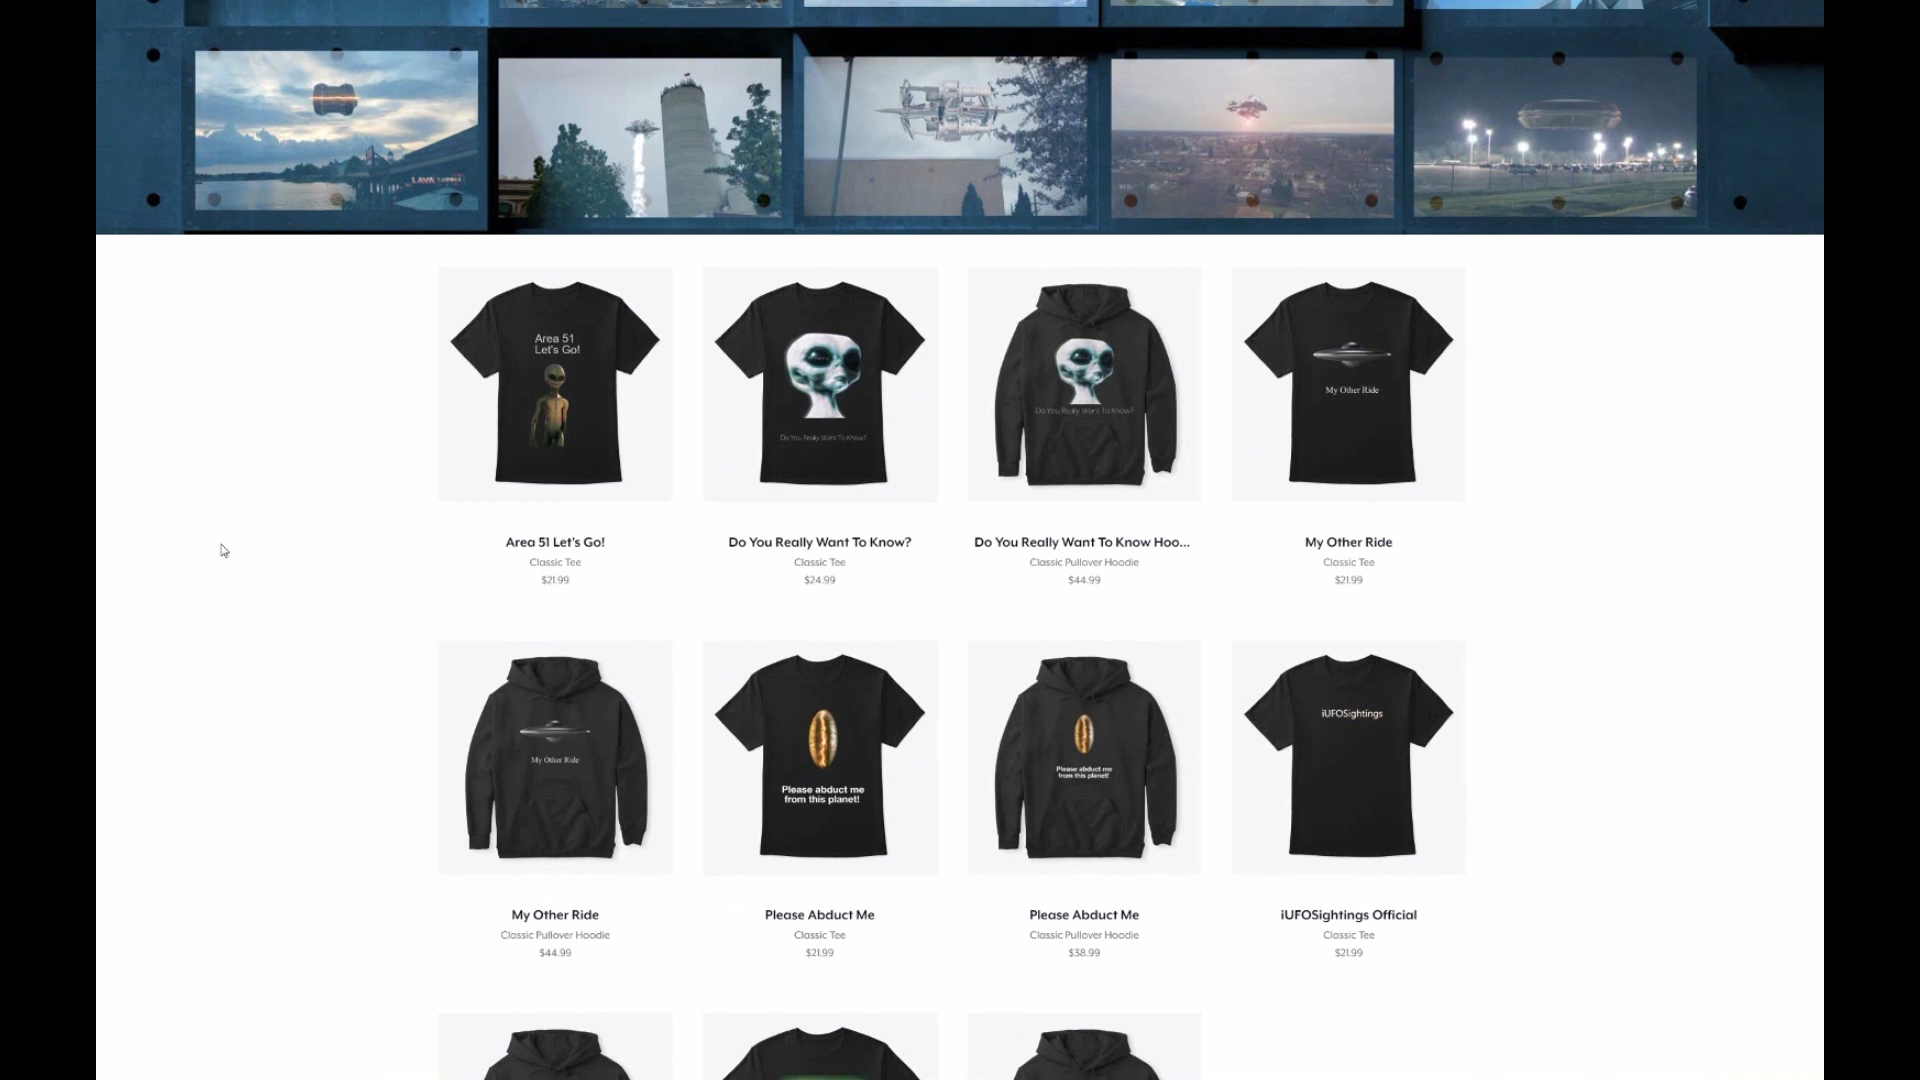 LAVA
Area 51
Let's Go!
Do You Really Want To Know?
Do You Really Want To Know?
My Other Ride
Area 51 Let's Go!
Do You Really Want To Know?
Do You Really Want To Know Hoo...
My Other Ride
Classic Tee
Classic Tee
Classic Pullover Hoodie
Classic Tee
$21.99
$24.99
$44.99
$21.99
My Other Ride
Please abduct me
from this planet!
Please abduct me
from this planet!
iUFOSightings
My Other Ride
Please Abduct Me
Please Abduct Me
iUFOSightings Official
Classic Pullover Hoodie
Classic Tee
Classic Pullover Hoodie
Classic Tee
$44.99
$21.99
$38.99
$21.99